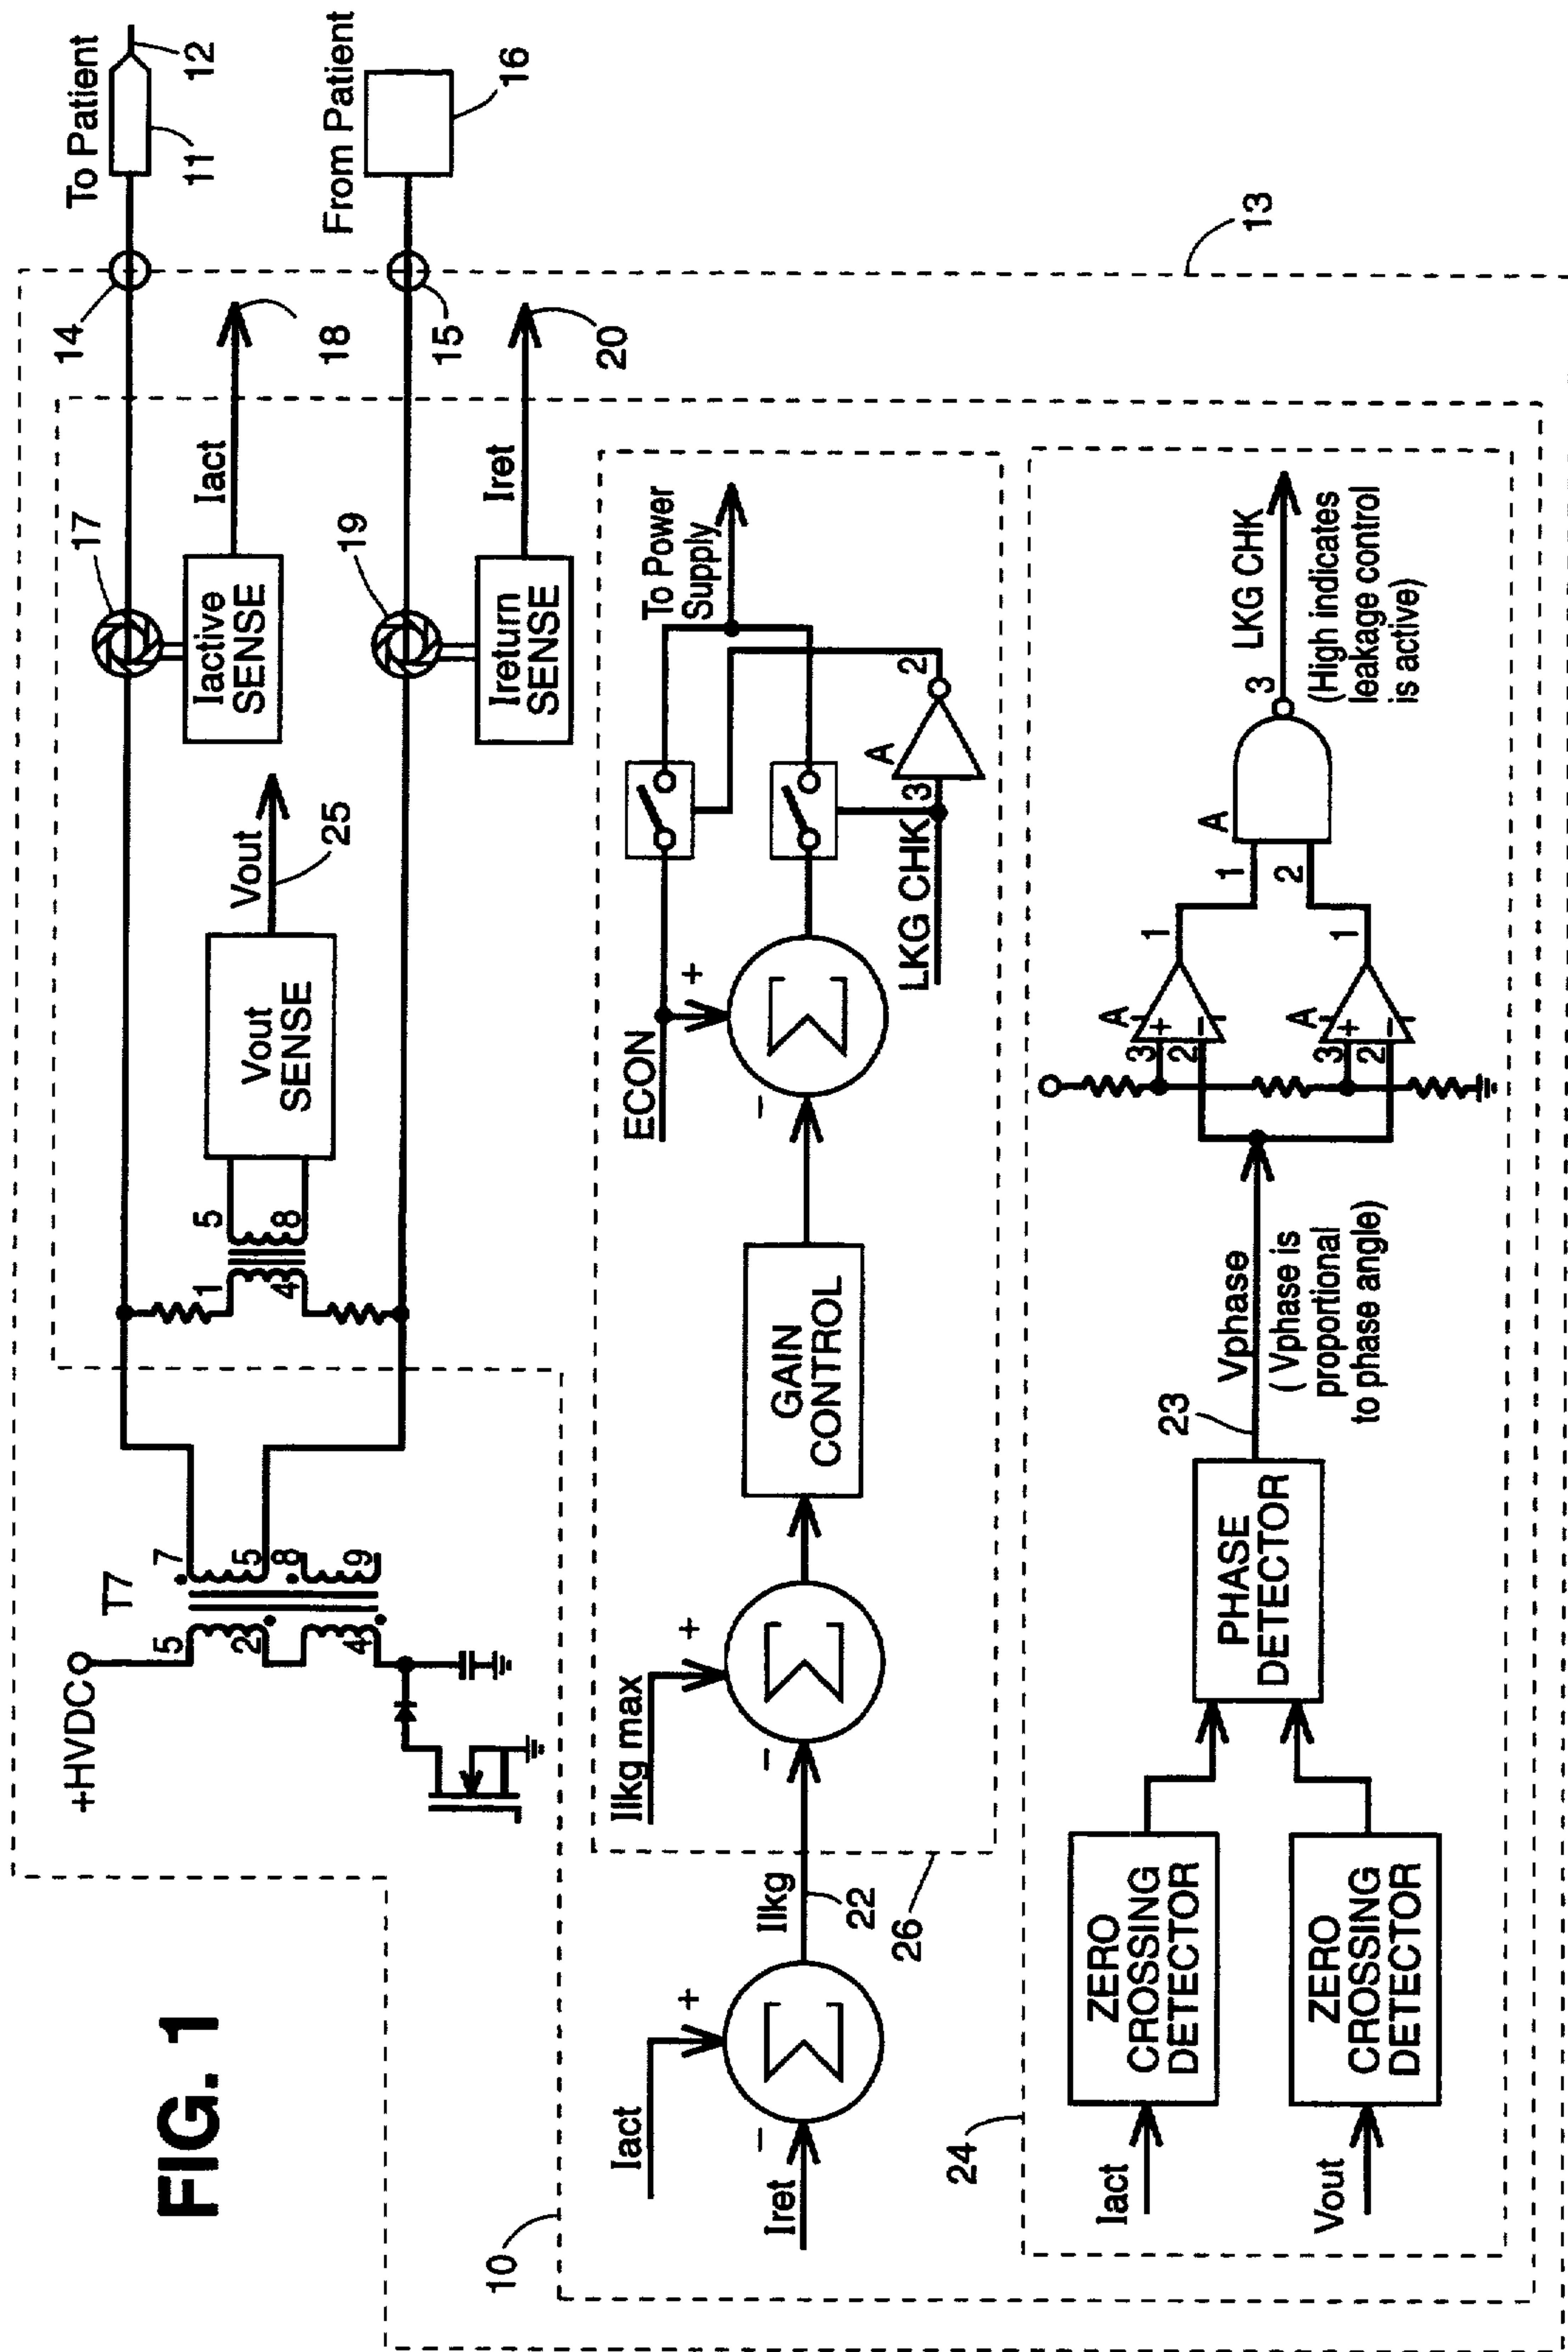 FIG. 1
+HVDC
T7
5
2
4
7
5
8
9
1
4
5
8
Vout
SENSE
Vout
25
17
Iactive
SENSE
Iact
18
14
To Patient
11
12
19
Ireturn
SENSE
Iret
20
15
From Patient
16
13
10
Iact
+
Iret
−
Ilkg
22
26
Ilkg max
+
−
GAIN
CONTROL
ECON
+
−
LKG CHK
3
A
2
To Power
Supply
24
Iact
ZERO
CROSSING
DETECTOR
Vout
ZERO
CROSSING
DETECTOR
PHASE
DETECTOR
23
Vphase
( Vphase is
proportional
to phase angle)
3
+
2
−
A
1
3
+
2
−
A
1
1
2
A
3
LKG CHK
(High indicates
leakage control
is active)